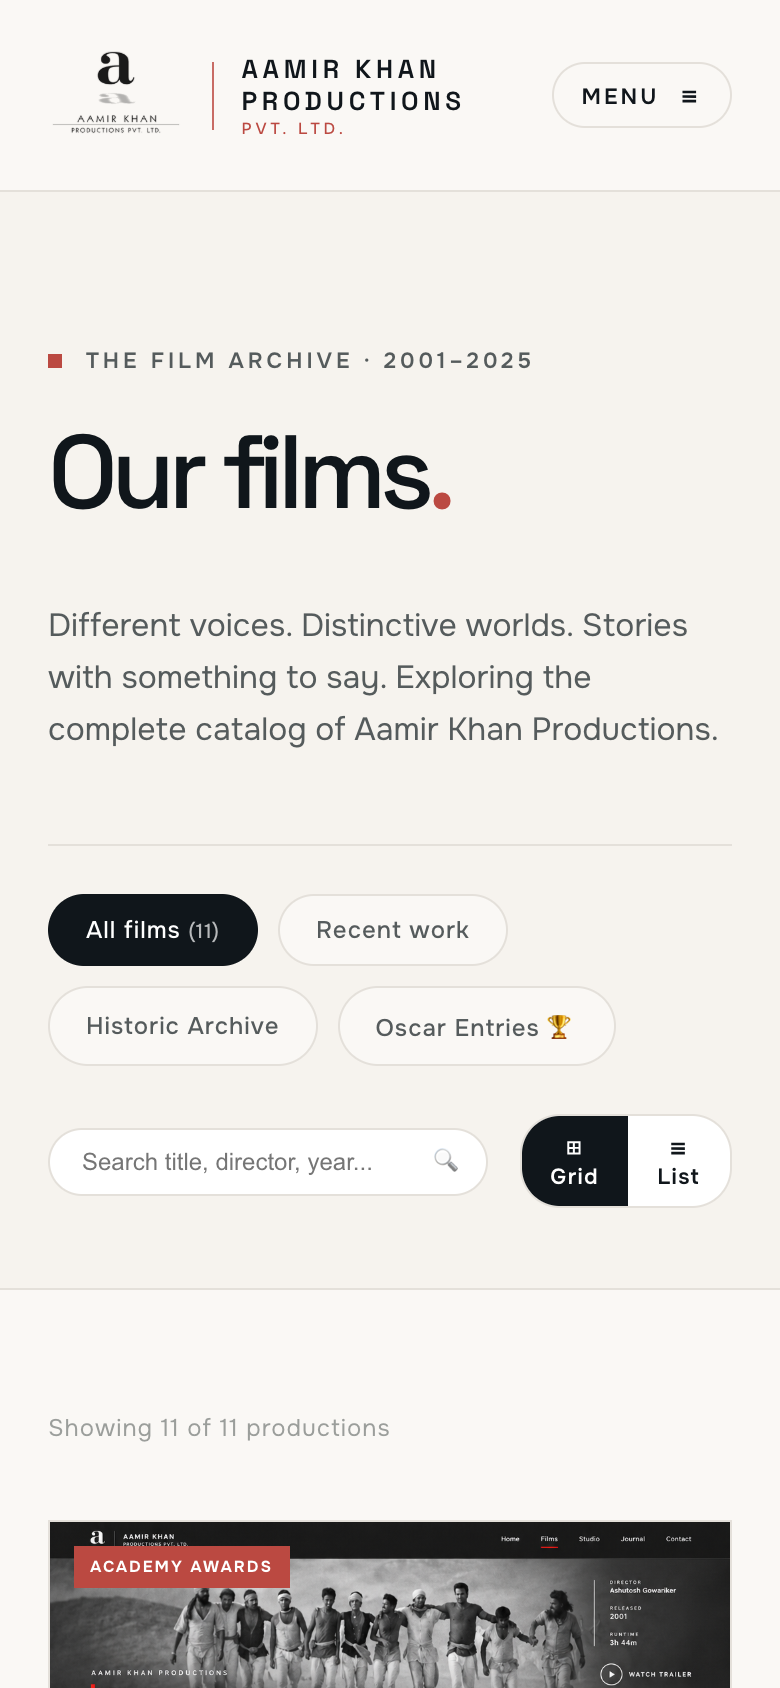 a
AAMIR KHAN
PRODUCTIONS PVT. LTD.
AAMIR KHAN
PRODUCTIONS
PVT. LTD.
MENU ≡
THE FILM ARCHIVE · 2001–2025
Our films.
Different voices. Distinctive worlds. Stories
with something to say. Exploring the
complete catalog of Aamir Khan Productions.
All films (11)
Recent work
Historic Archive
Oscar Entries 🏆
Search title, director, year... 🔍
⊞
Grid
≡
List
Showing 11 of 11 productions
a
AAMIR KHAN
PRODUCTIONS PVT. LTD.
Home Films Studio Journal Contact
ACADEMY AWARDS
DIRECTOR
Ashutosh Gowariker
RELEASED
2001
RUNTIME
3h 44m
AAMIR KHAN PRODUCTIONS
WATCH TRAILER